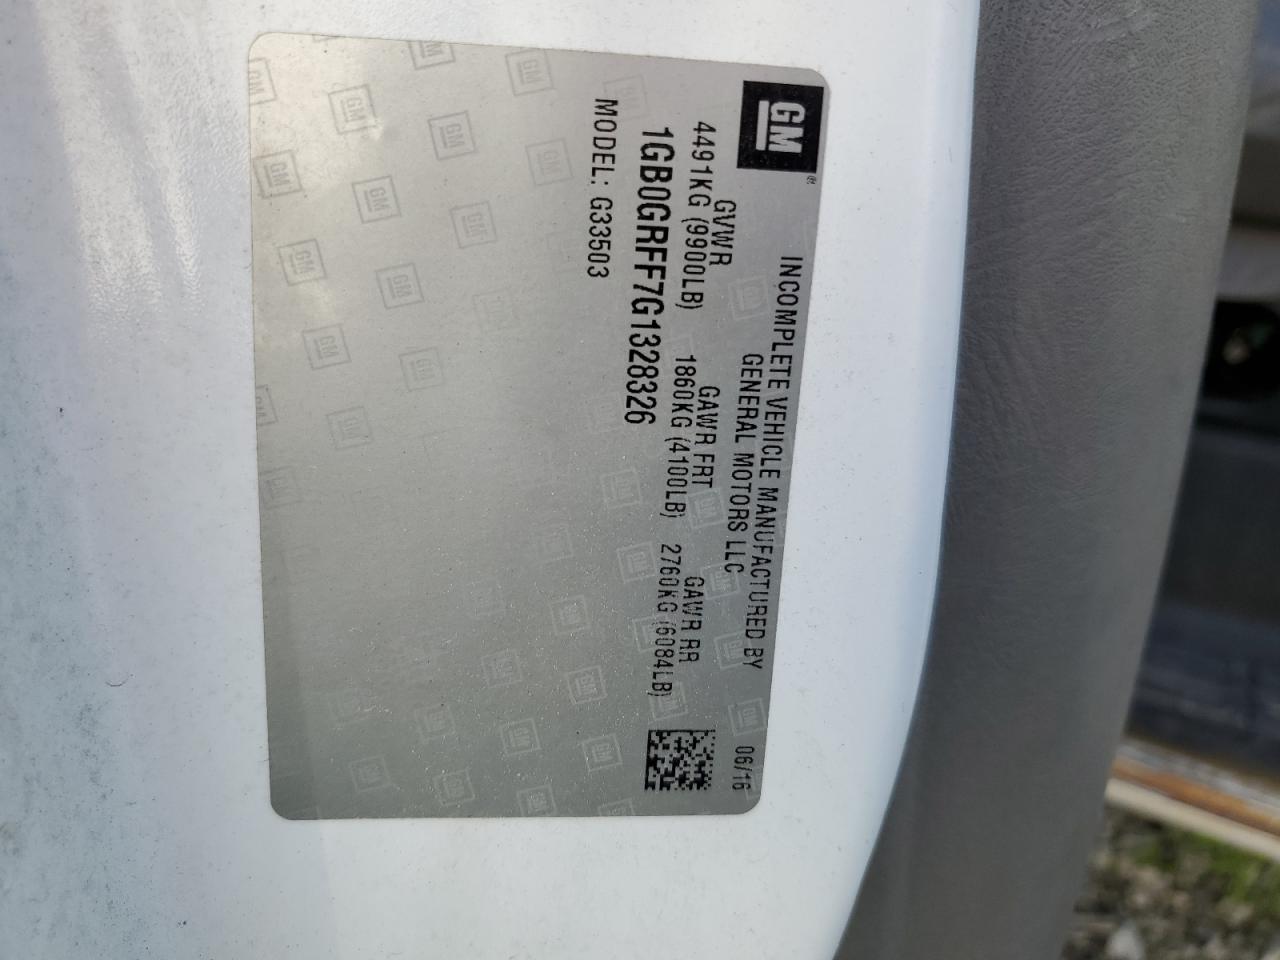 GM
INCOMPLETE VEHICLE MANUFACTURED BY
GENERAL MOTORS LLC
06/16
GVWR GAWR FRT GAWR RR
4491KG (9900LB) 1860KG (4100LB) 2760KG (6084LB)
1GB0GRFF7G1328326
MODEL: G33503